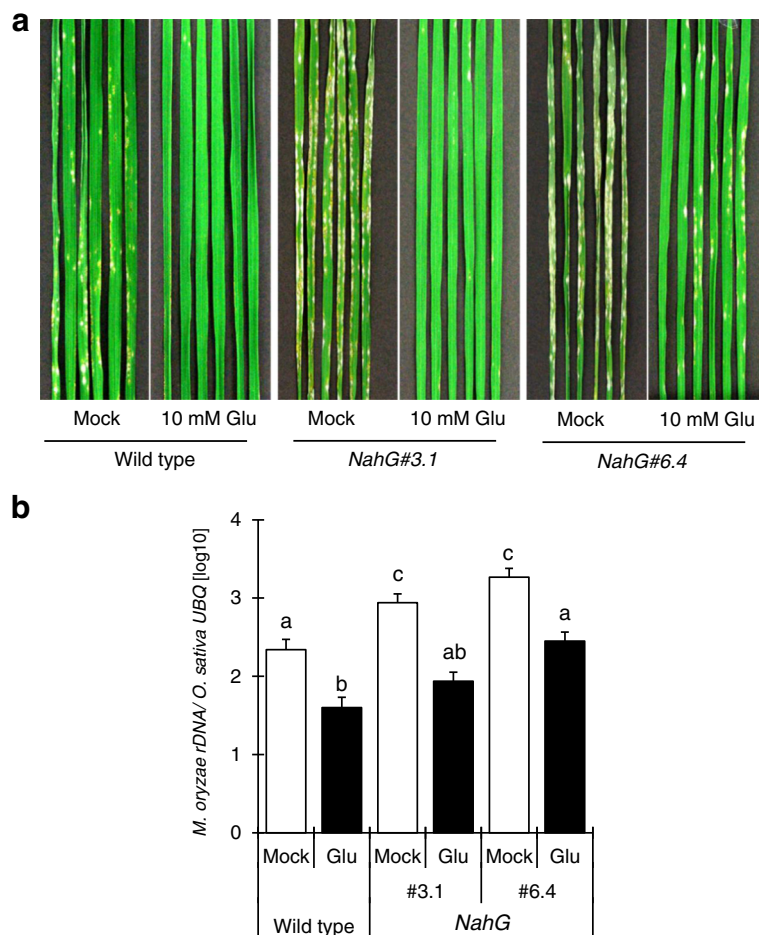 a
Mock 10 mM Glu Mock 10 mM Glu Mock 10 mM Glu
Wild type NahG#3.1 NahG#6.4
b
M. oryzae rDNA/ O. sativa UBQ [log10]
4
3
2
1
0
a
b
c
ab
c
a
Mock Glu Mock Glu Mock Glu
#3.1 #6.4
Wild type NahG